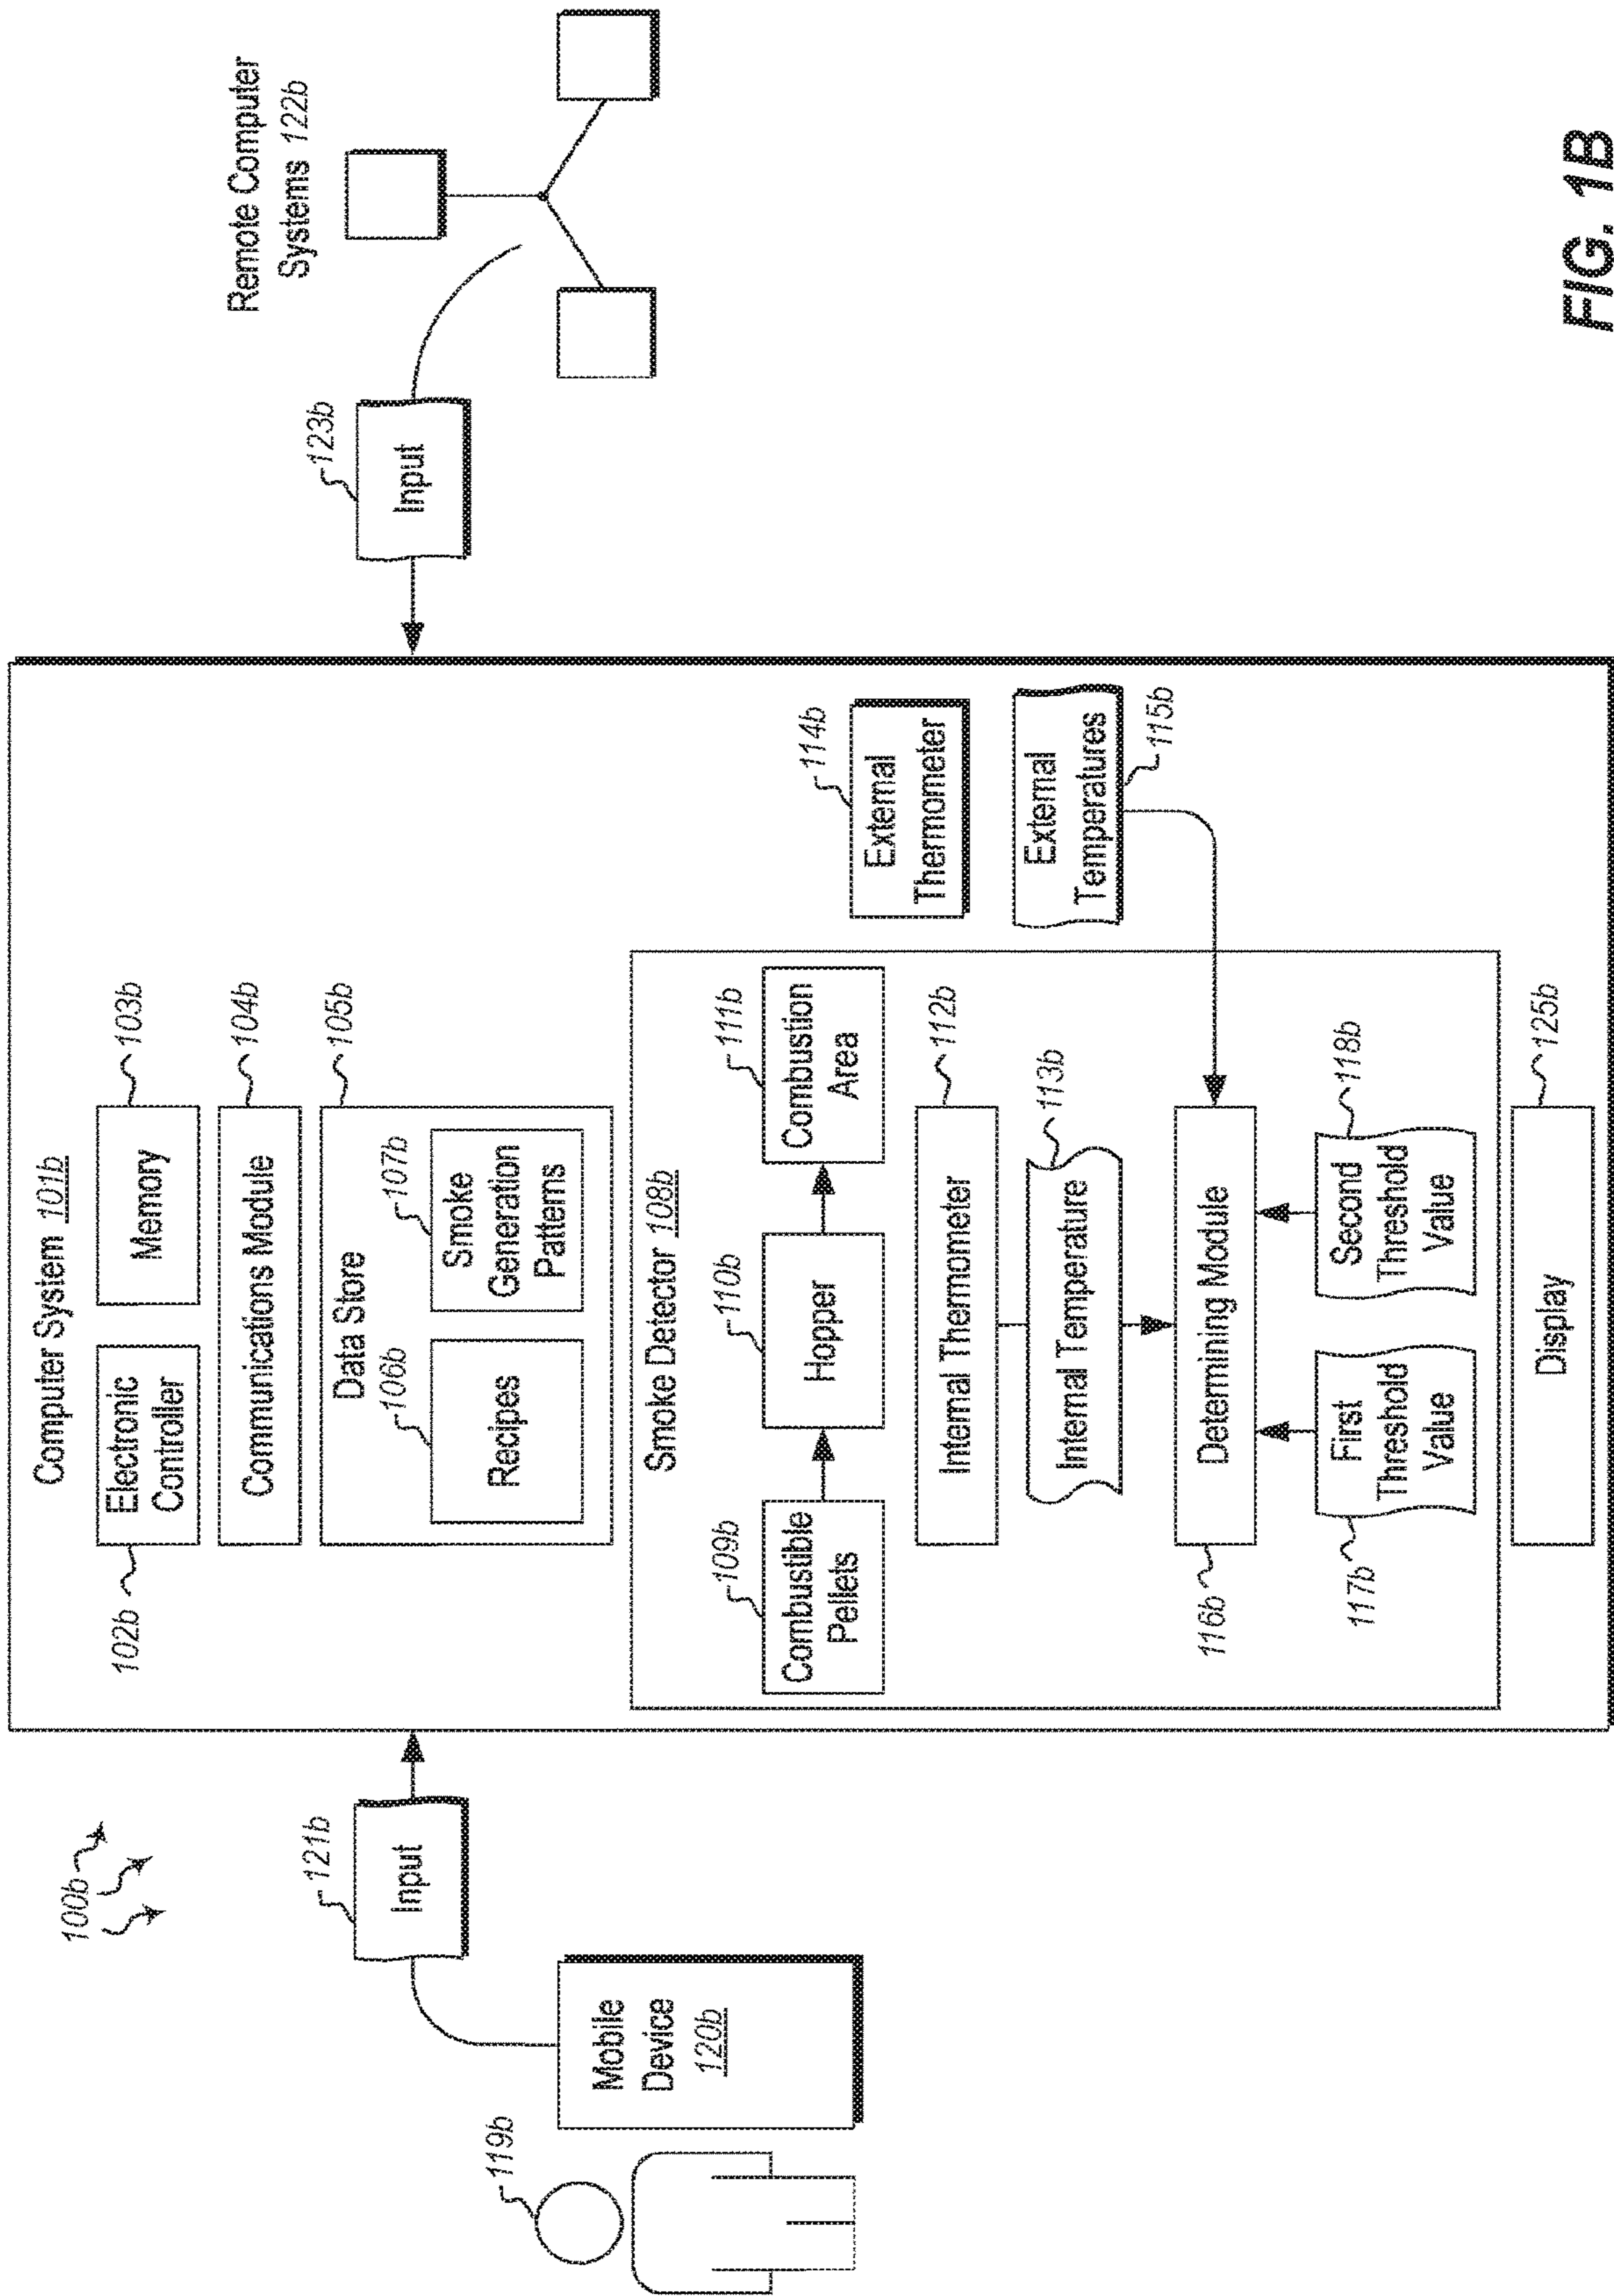 100b
Computer System 101b
Electronic
Controller
102b
Memory
103b
Communications Module
104b
Data Store
105b
Recipes
106b
Smoke
Generation
Patterns
107b
Smoke Detector 108b
Combustible
Pellets
109b
Hopper
110b
Combustion
Area
111b
Internal Thermometer
112b
Internal Temperature
113b
External
Thermometer
114b
External
Temperatures
115b
Determining Module
116b
First
Threshold
Value
117b
Second
Threshold
Value
118b
Display
125b
119b
Mobile
Device
120b
Input
121b
Remote Computer
Systems 122b
Input
123b
FIG. 1B